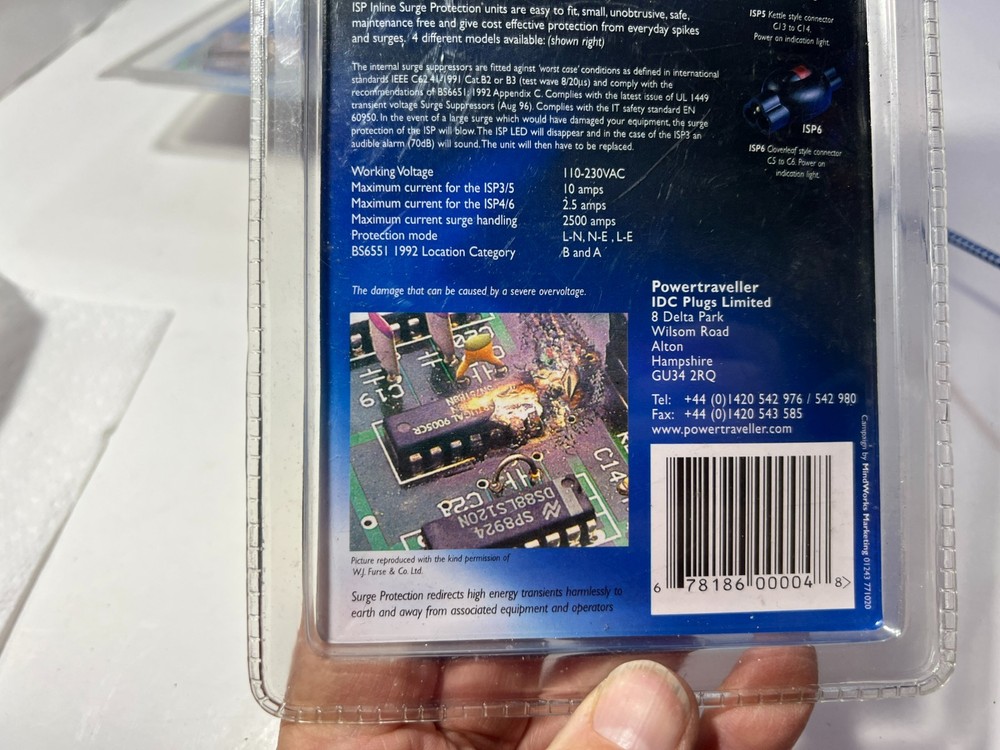 ISP Inline Surge Protection units are easy to fit, small, unobtrusive, safe,
maintenance free and give cost effective protection from everyday spikes
and surges. 4 different models available: (shown right)
The internal surge suppressors are fitted aginst 'worst case' conditions as defined in international
standards IEEE C62.41/1991 Cat.B2 or B3 (test wave 8/20µs) and comply with the
recommendations of BS6651: 1992 Appendix C. Complies with the latest issue of UL 1449
transient voltage Surge Suppressors (Aug 96). Complies with the IT safety standard EN
60950. In the event of a large surge which would have damaged your equipment, the surge
protection of the ISP will blow. The ISP LED will disappear and in the case of the ISP3 an
audible alarm (70dB) will sound. The unit will then have to be replaced.
Working Voltage 110-230VAC
Maximum current for the ISP3/5 10 amps
Maximum current for the ISP4/6 2.5 amps
Maximum current surge handling 2500 amps
Protection mode L-N, N-E , L-E
BS6551 1992 Location Category B and A
The damage that can be caused by a severe overvoltage.
C19
C20
9005CR
C28
C14
SP8924
DS88LS120N
Picture reproduced with the kind permission of
W.J. Furse & Co. Ltd.
Surge Protection redirects high energy transients harmlessly to
earth and away from associated equipment and operators
ISP5 Kettle style connector
C13 to C14.
Power on indication light.
ISP6
ISP6 Cloverleaf style connector
C5 to C6. Power on
indication light.
Powertraveller
IDC Plugs Limited
8 Delta Park
Wilsom Road
Alton
Hampshire
GU34 2RQ
Tel: +44 (0)1420 542 976 / 542 980
Fax: +44 (0)1420 543 585
www.powertraveller.com
6 78186 00004 8>
Campaign by MindWorks Marketing 01243 771020